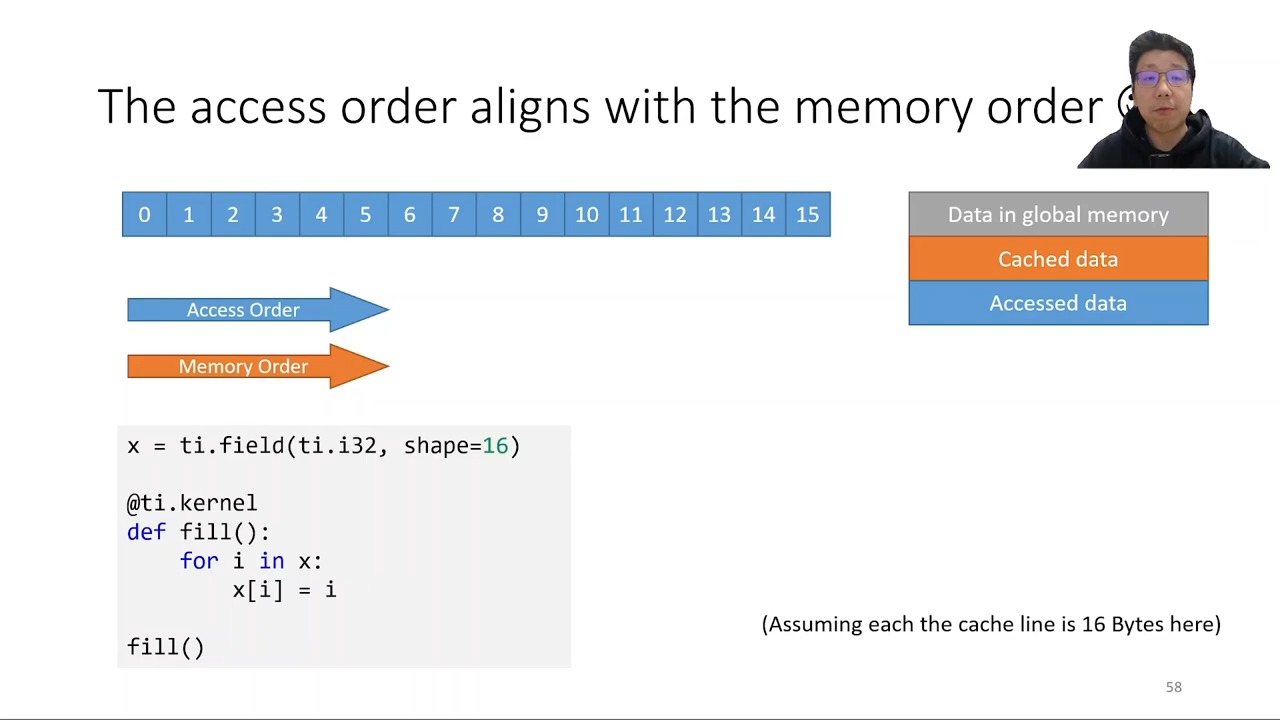 The access order aligns with the memory order
0 1 2 3 4 5 6 7 8 9 10 11 12 13 14 15
Data in global memory
Cached data
Accessed data
Access Order
Memory Order
x = ti.field(ti.i32, shape=16)
@ti.kernel
def fill():
for i in x:
x[i] = i
fill()
(Assuming each the cache line is 16 Bytes here)
58